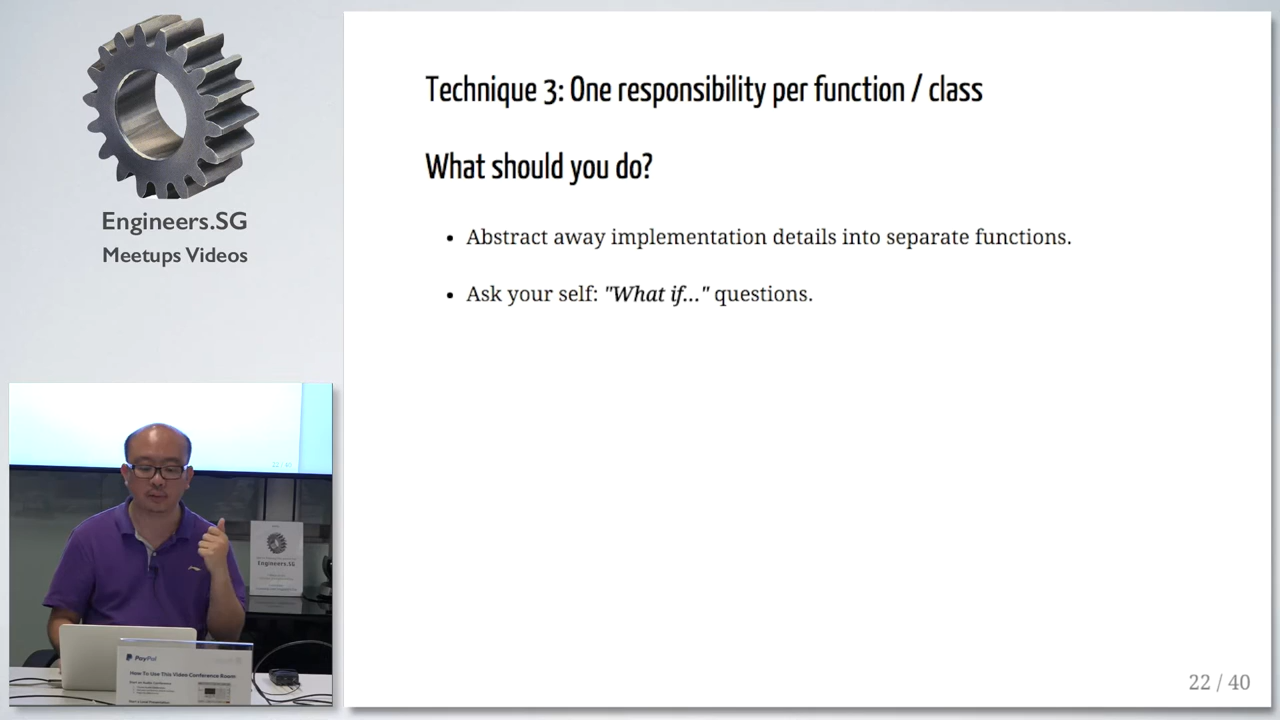 Engineers.SG
Meetups Videos
Technique 3: One responsibility per function / class
What should you do?
• Abstract away implementation details into separate functions.
• Ask your self: "What if..." questions.
22 / 40
22 / 40
Engineers.SG
PayPal
How To Use This Video Conference Room